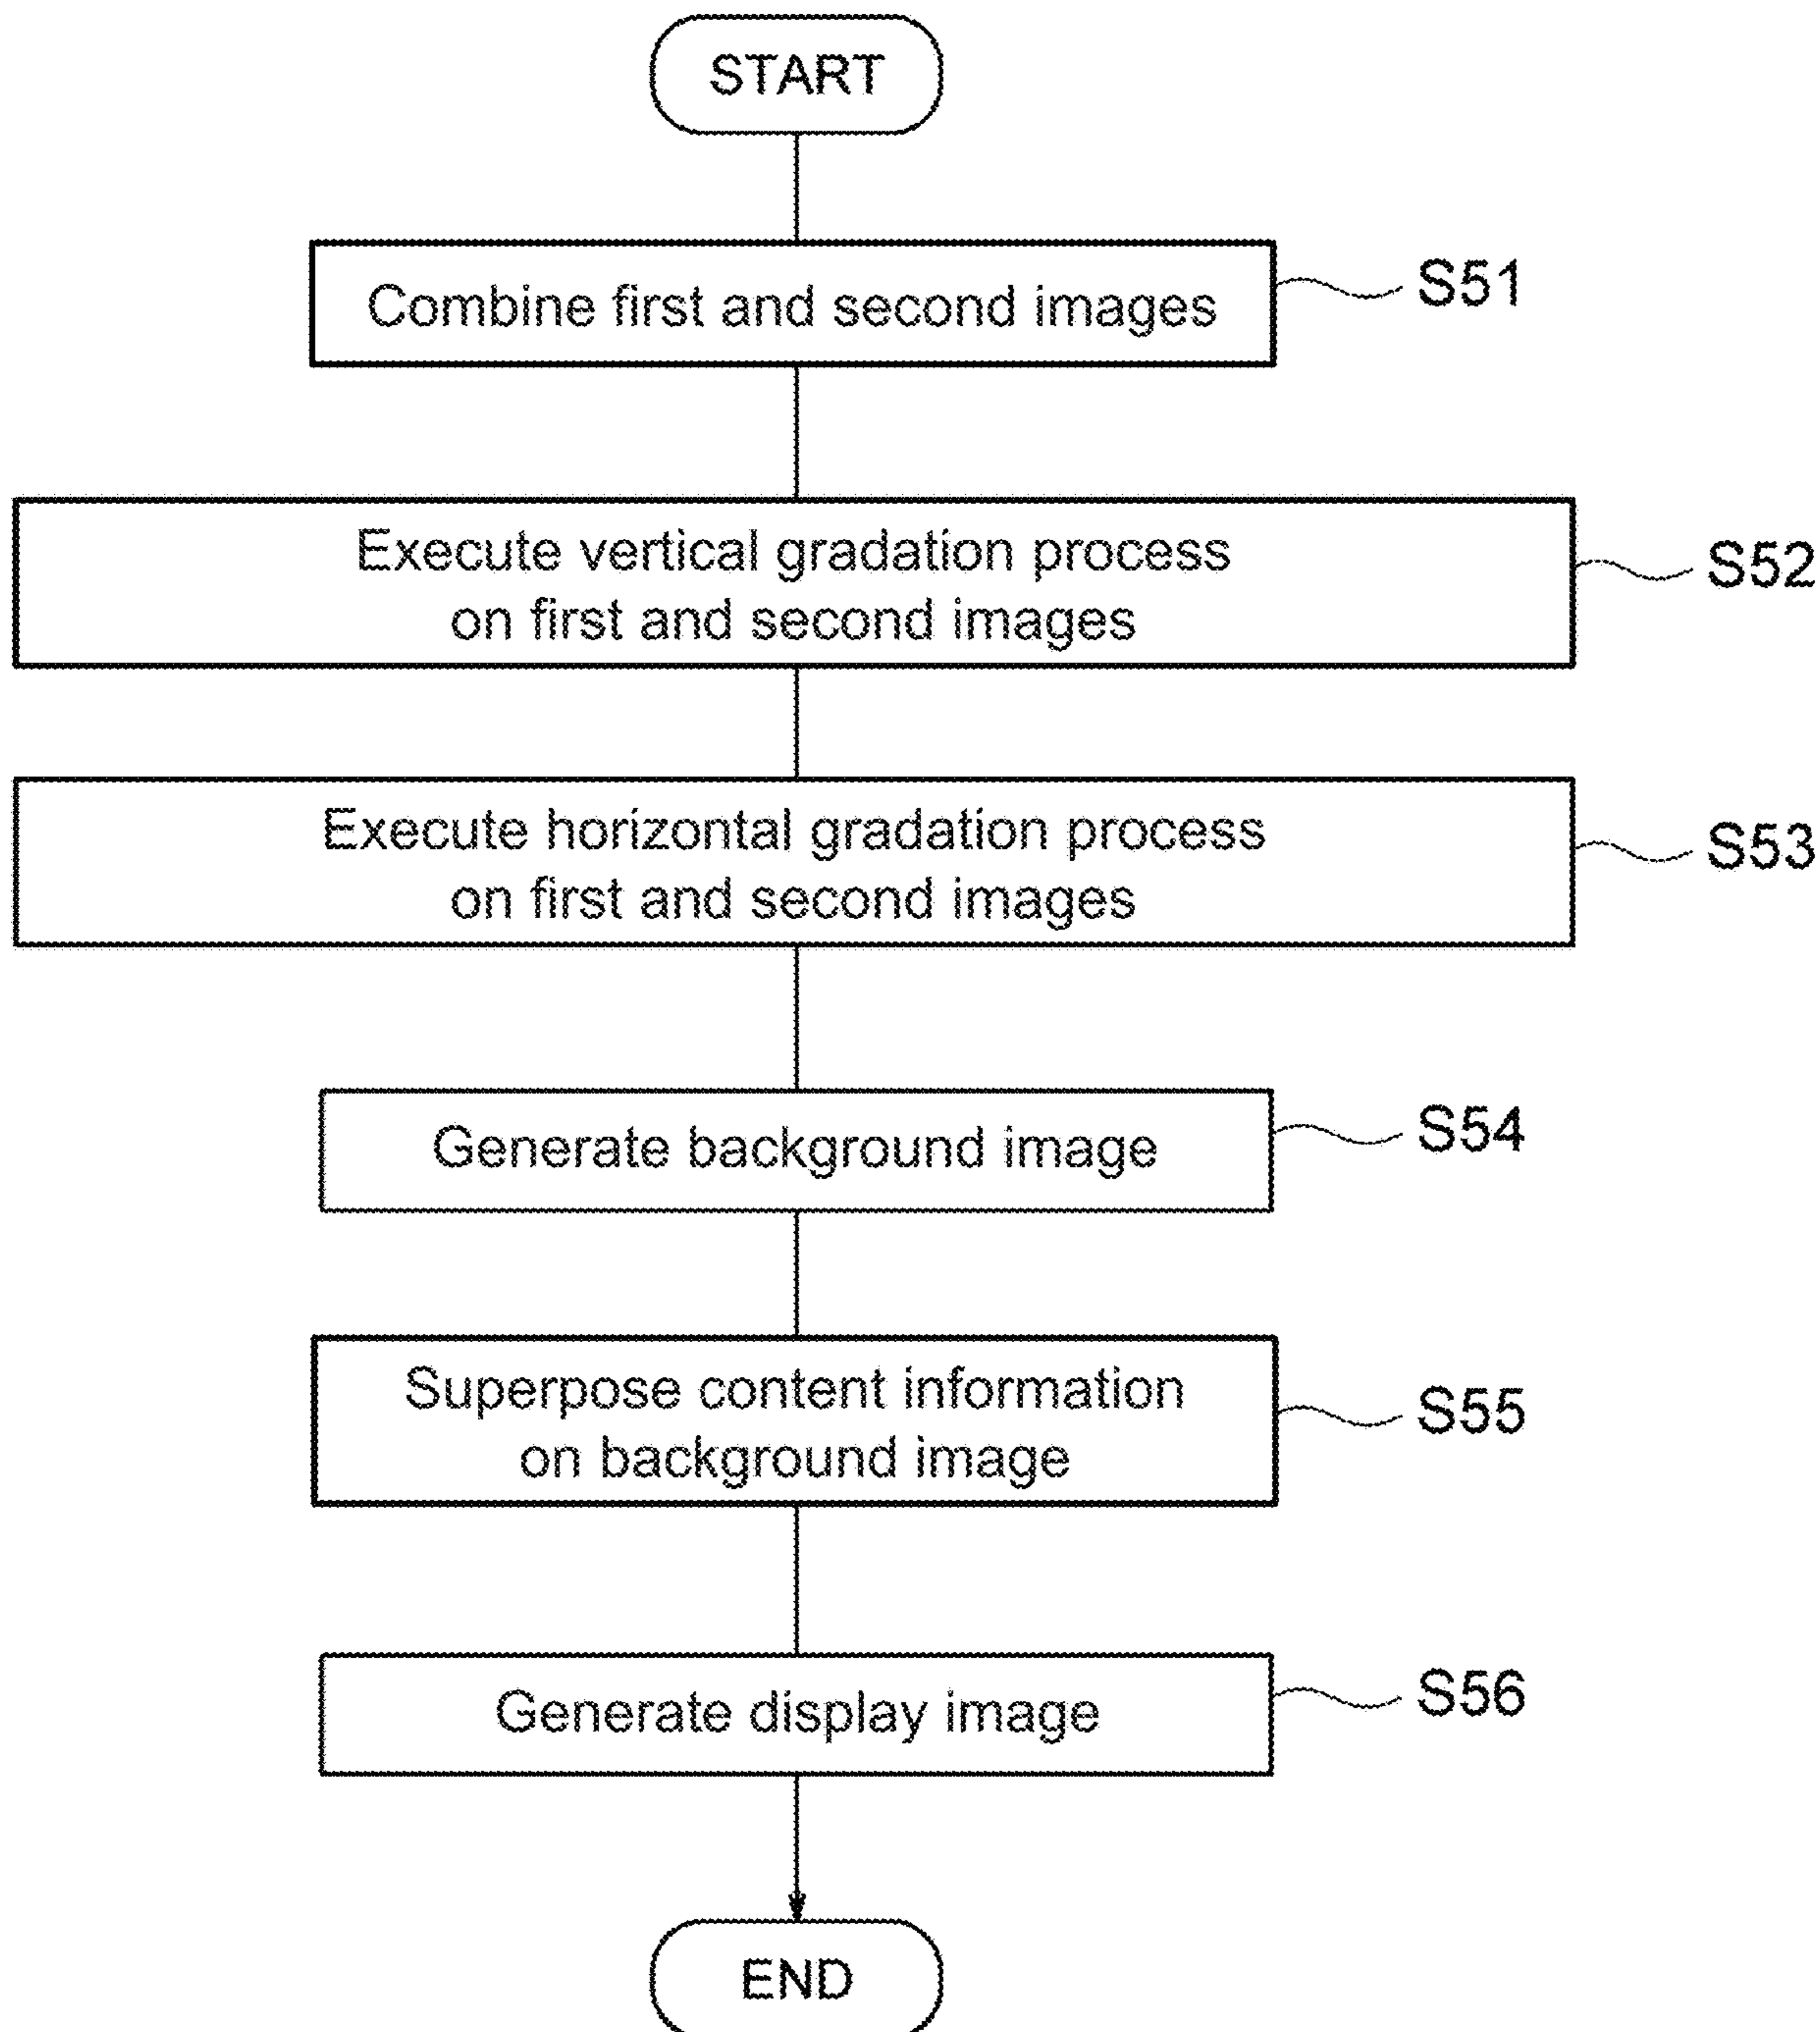 START
Combine first and second images
S51
Execute vertical gradation process
on first and second images
S52
Execute horizontal gradation process
on first and second images
S53
Generate background image
S54
Superpose content information
on background image
S55
Generate display image
S56
END